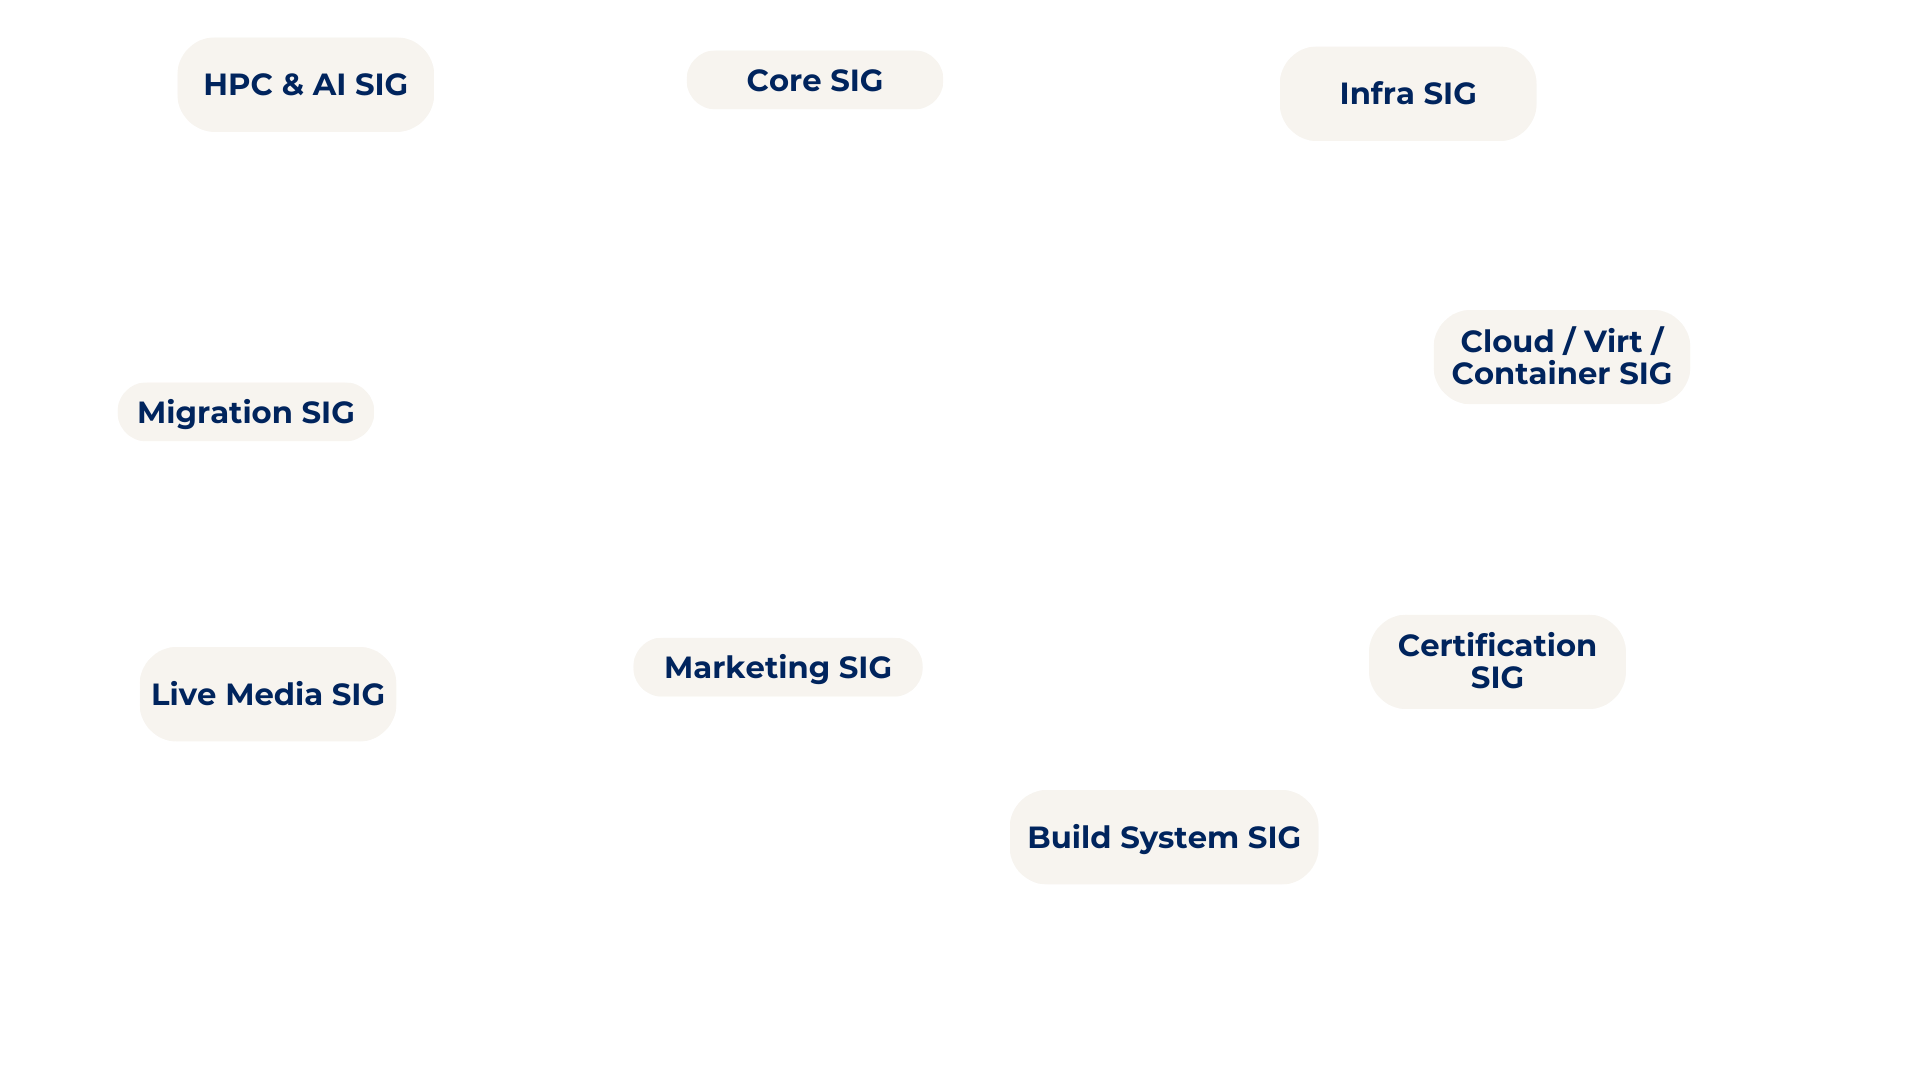 HPC & AI SIG
Core SIG
Infra SIG
Cloud / Virt /
Container SIG
Migration SIG
Certification
SIG
Marketing SIG
Live Media SIG
Build System SIG